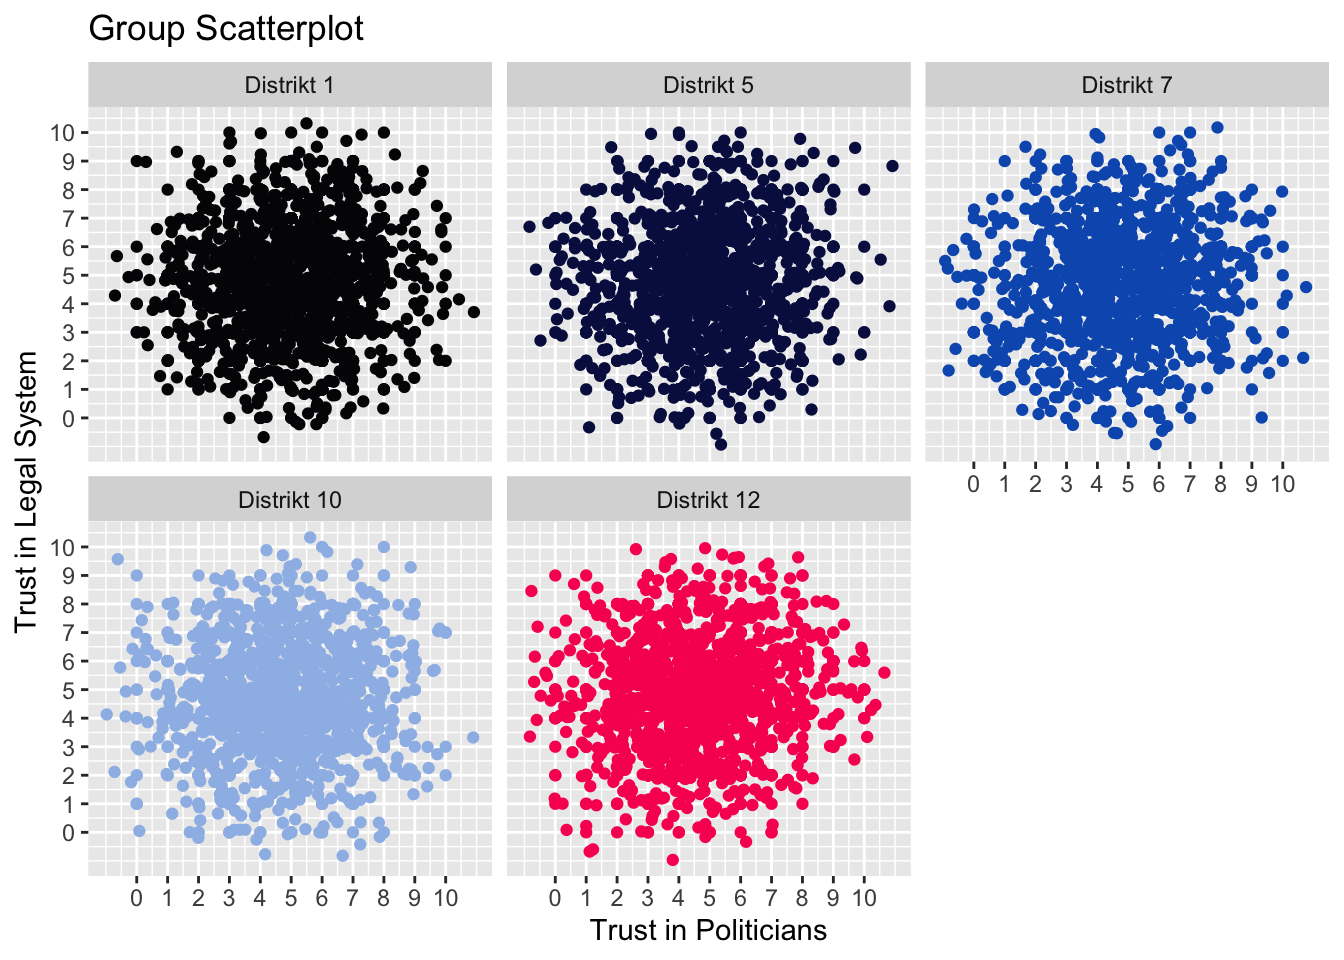 Group Scatterplot
Distrikt 1
Distrikt 5
Distrikt 7
10
9
8
7
6
5
4
3
2
1
0
0 1 2 3 4 5 6 7 8 9 10
Distrikt 10
Distrikt 12
10
9
8
7
6
5
4
3
2
1
0
0 1 2 3 4 5 6 7 8 9 10
0 1 2 3 4 5 6 7 8 9 10
Trust in Legal System
Trust in Politicians